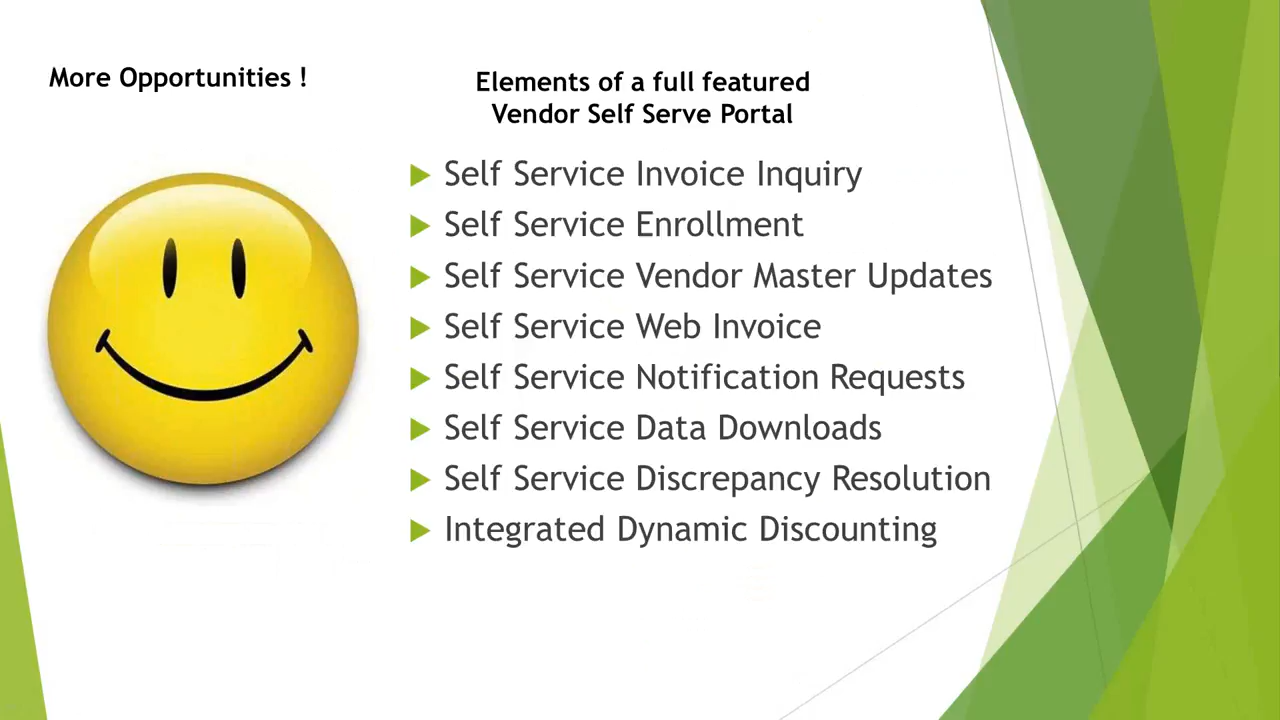 More Opportunities !
Elements of a full featured
Vendor Self Serve Portal
Self Service Invoice Inquiry
Self Service Enrollment
Self Service Vendor Master Updates
Self Service Web Invoice
Self Service Notification Requests
Self Service Data Downloads
Self Service Discrepancy Resolution
Integrated Dynamic Discounting